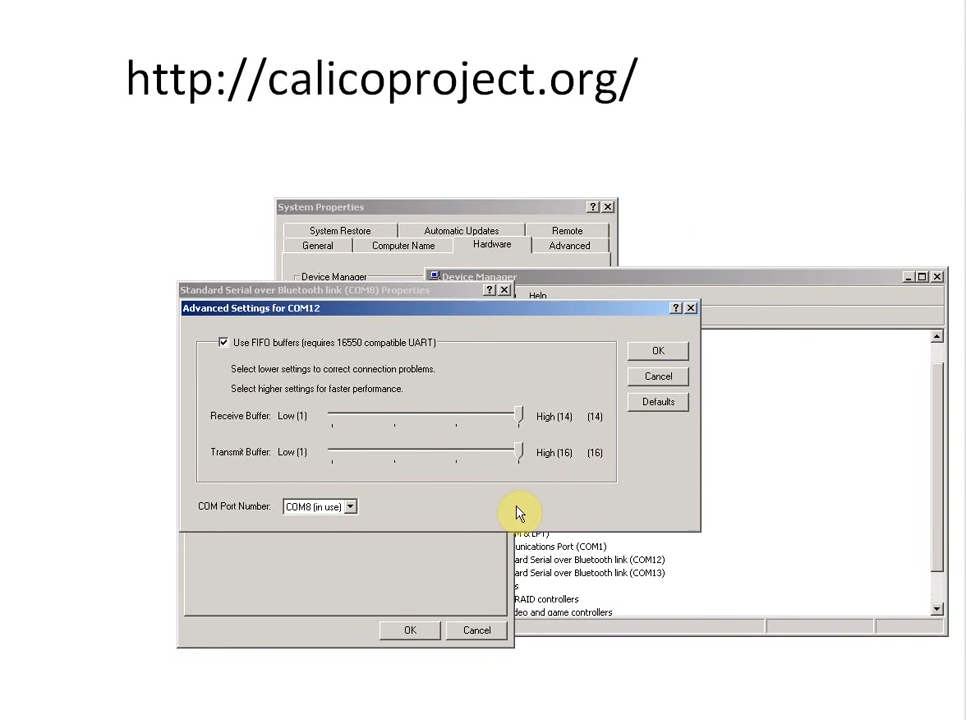 http://calicoproject.org/
System Properties
System Restore
Automatic Updates
Remote
General
Computer Name
Hardware
Advanced
Device Manager
Device Manager
Help
Standard Serial over Bluetooth link (COM8) Properties
Advanced Settings for COM12
Use FIFO buffers (requires 16550 compatible UART)
OK
Select lower settings to correct connection problems.
Cancel
Select higher settings for faster performance.
Defaults
Receive Buffer: Low (1) High (14) (14)
Transmit Buffer: Low (1) High (16) (16)
COM Port Number: COM8 (in use)
unications Port (COM1)
ard Serial over Bluetooth link (COM12)
ard Serial over Bluetooth link (COM13)
s
RAID controllers
deo and game controllers
OK
Cancel